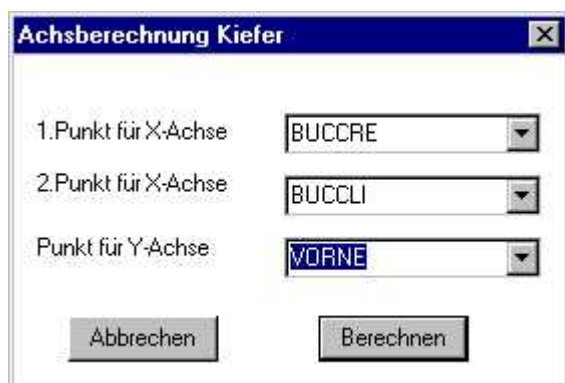 Achsberechnung Kiefer
1.Punkt für X-Achse BUCCRE
2.Punkt für X-Achse BUCCLI
Punkt für Y-Achse VORNE
Abbrechen Berechnen